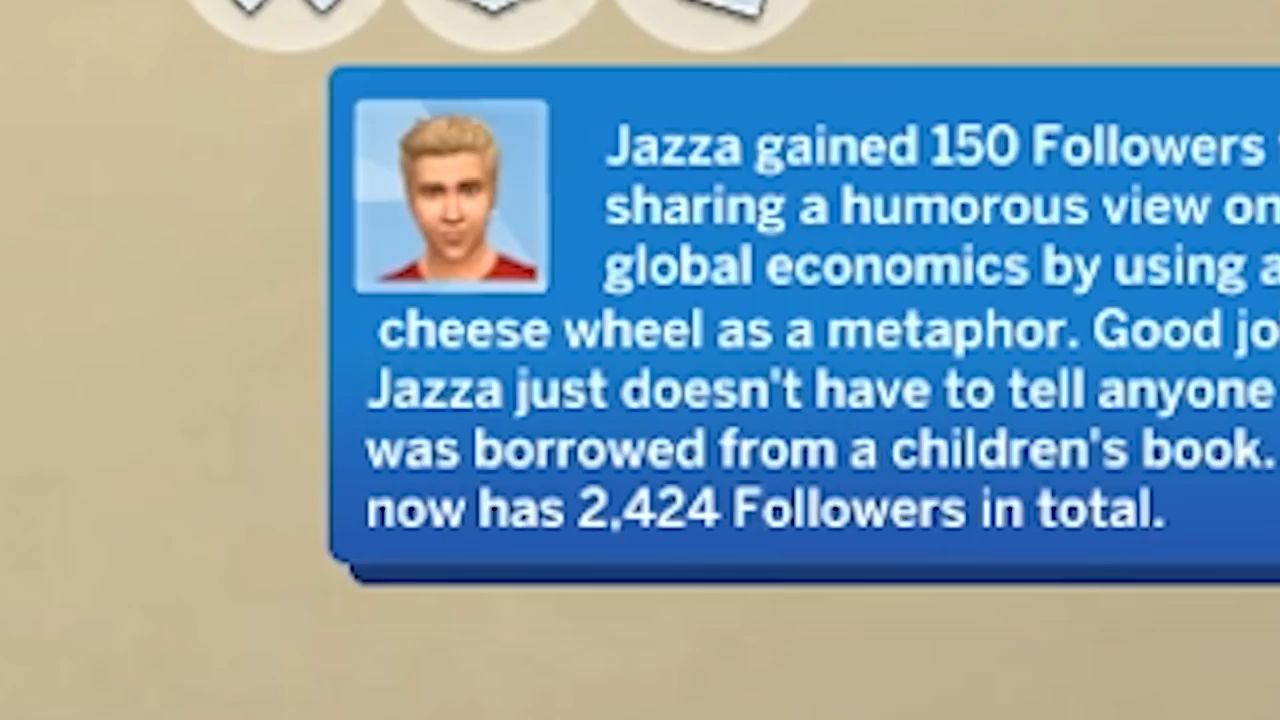 Jazza gained 150 Followers
sharing a humorous view on
global economics by using a
cheese wheel as a metaphor. Good jo
Jazza just doesn't have to tell anyone
was borrowed from a children's book.
now has 2,424 Followers in total.